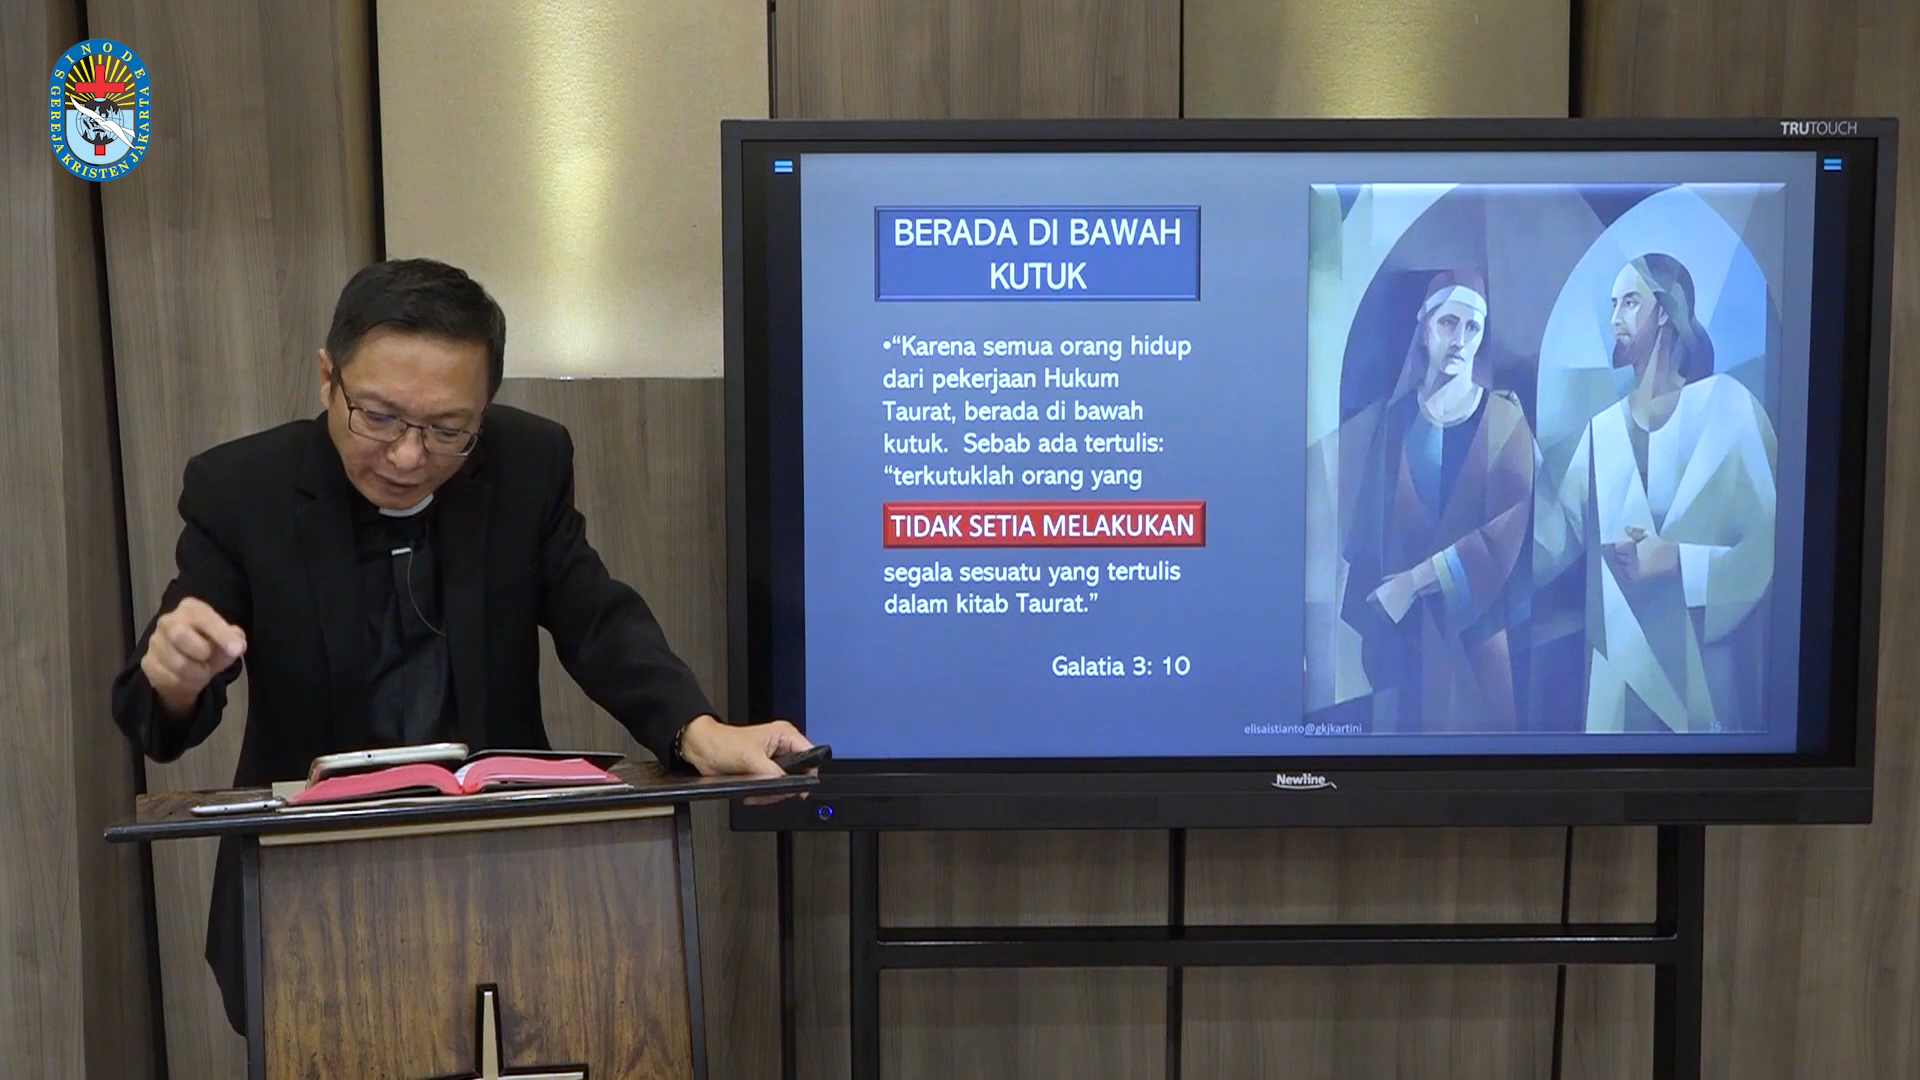 SINODE
GEREJA KRISTEN JAKARTA
TRUTOUCH
BERADA DI BAWAH
KUTUK
•“Karena semua orang hidup
dari pekerjaan Hukum
Taurat, berada di bawah
kutuk. Sebab ada tertulis:
“terkutuklah orang yang
TIDAK SETIA MELAKUKAN
segala sesuatu yang tertulis
dalam kitab Taurat.”
Galatia 3: 10
elisaistianto@gkjkartini
16
Newline